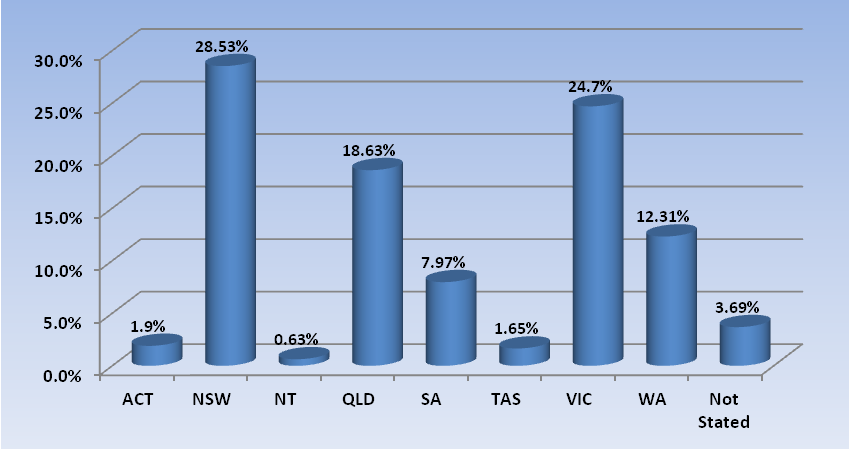 30.0%
25.0%
20.0%
15.0%
10.0%
5.0%
0.0%
1.9%
28.53%
0.63%
18.63%
7.97%
1.65%
24.7%
12.31%
3.69%
ACT
NSW
NT
QLD
SA
TAS
VIC
WA
Not
Stated